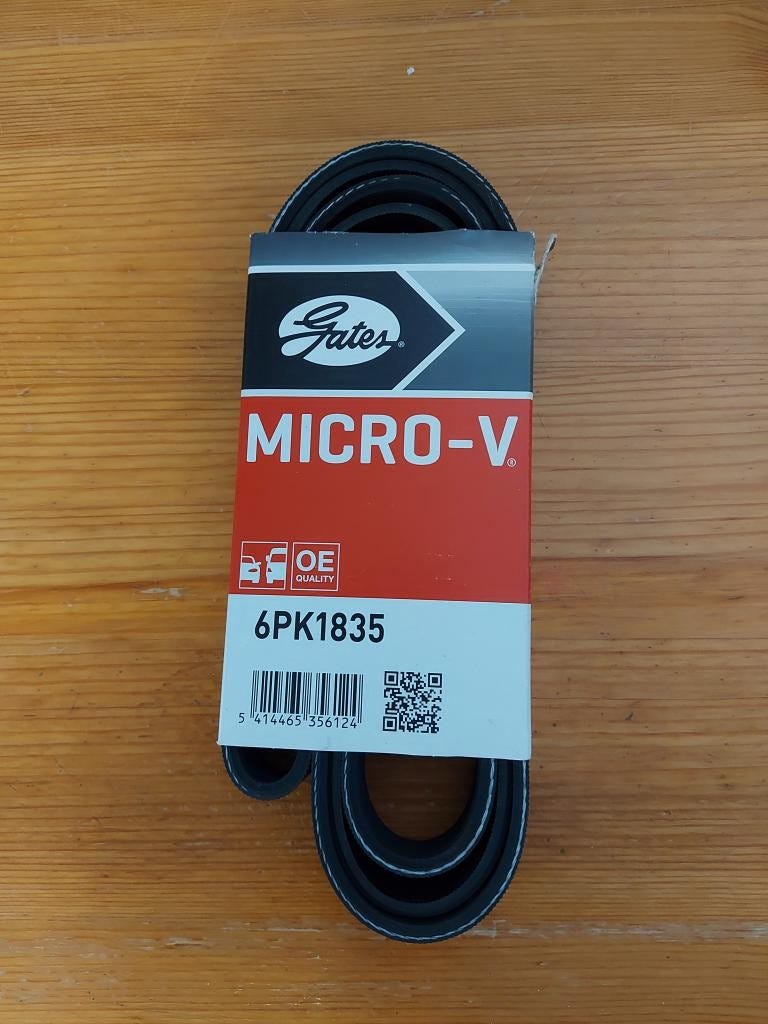 Gates®
MICRO-V®
OE
QUALITY
6PK1835
5 414465 356124